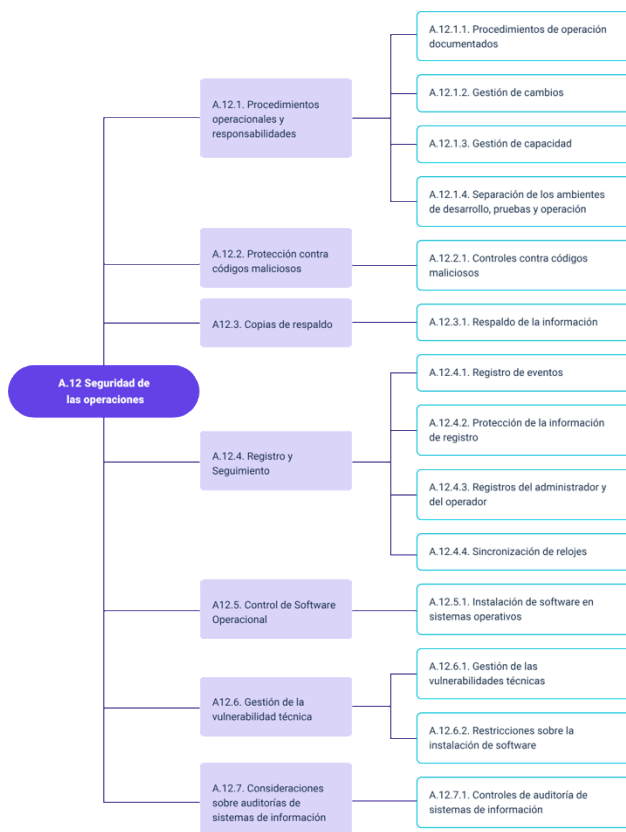 A.12 Seguridad de
las operaciones
A.12.1. Procedimientos
operacionales y
responsabilidades
A.12.1.1. Procedimientos de operación
documentados
A.12.1.2. Gestión de cambios
A.12.1.3. Gestión de capacidad
A.12.1.4. Separación de los ambientes
de desarrollo, pruebas y operación
A.12.2. Protección contra
códigos maliciosos
A.12.2.1. Controles contra códigos
maliciosos
A12.3. Copias de respaldo
A.12.3.1. Respaldo de la información
A.12.4. Registro y
Seguimiento
A.12.4.1. Registro de eventos
A.12.4.2. Protección de la información
de registro
A.12.4.3. Registros del administrador y
del operador
A.12.4.4. Sincronización de relojes
A12.5. Control de Software
Operacional
A.12.5.1. Instalación de software en
sistemas operativos
A12.6. Gestión de la
vulnerabilidad técnica
A.12.6.1. Gestión de las
vulnerabilidades técnicas
A.12.6.2. Restricciones sobre la
instalación de software
A.12.7. Consideraciones
sobre auditorías de
sistemas de información
A.12.7.1. Controles de auditoría de
sistemas de información